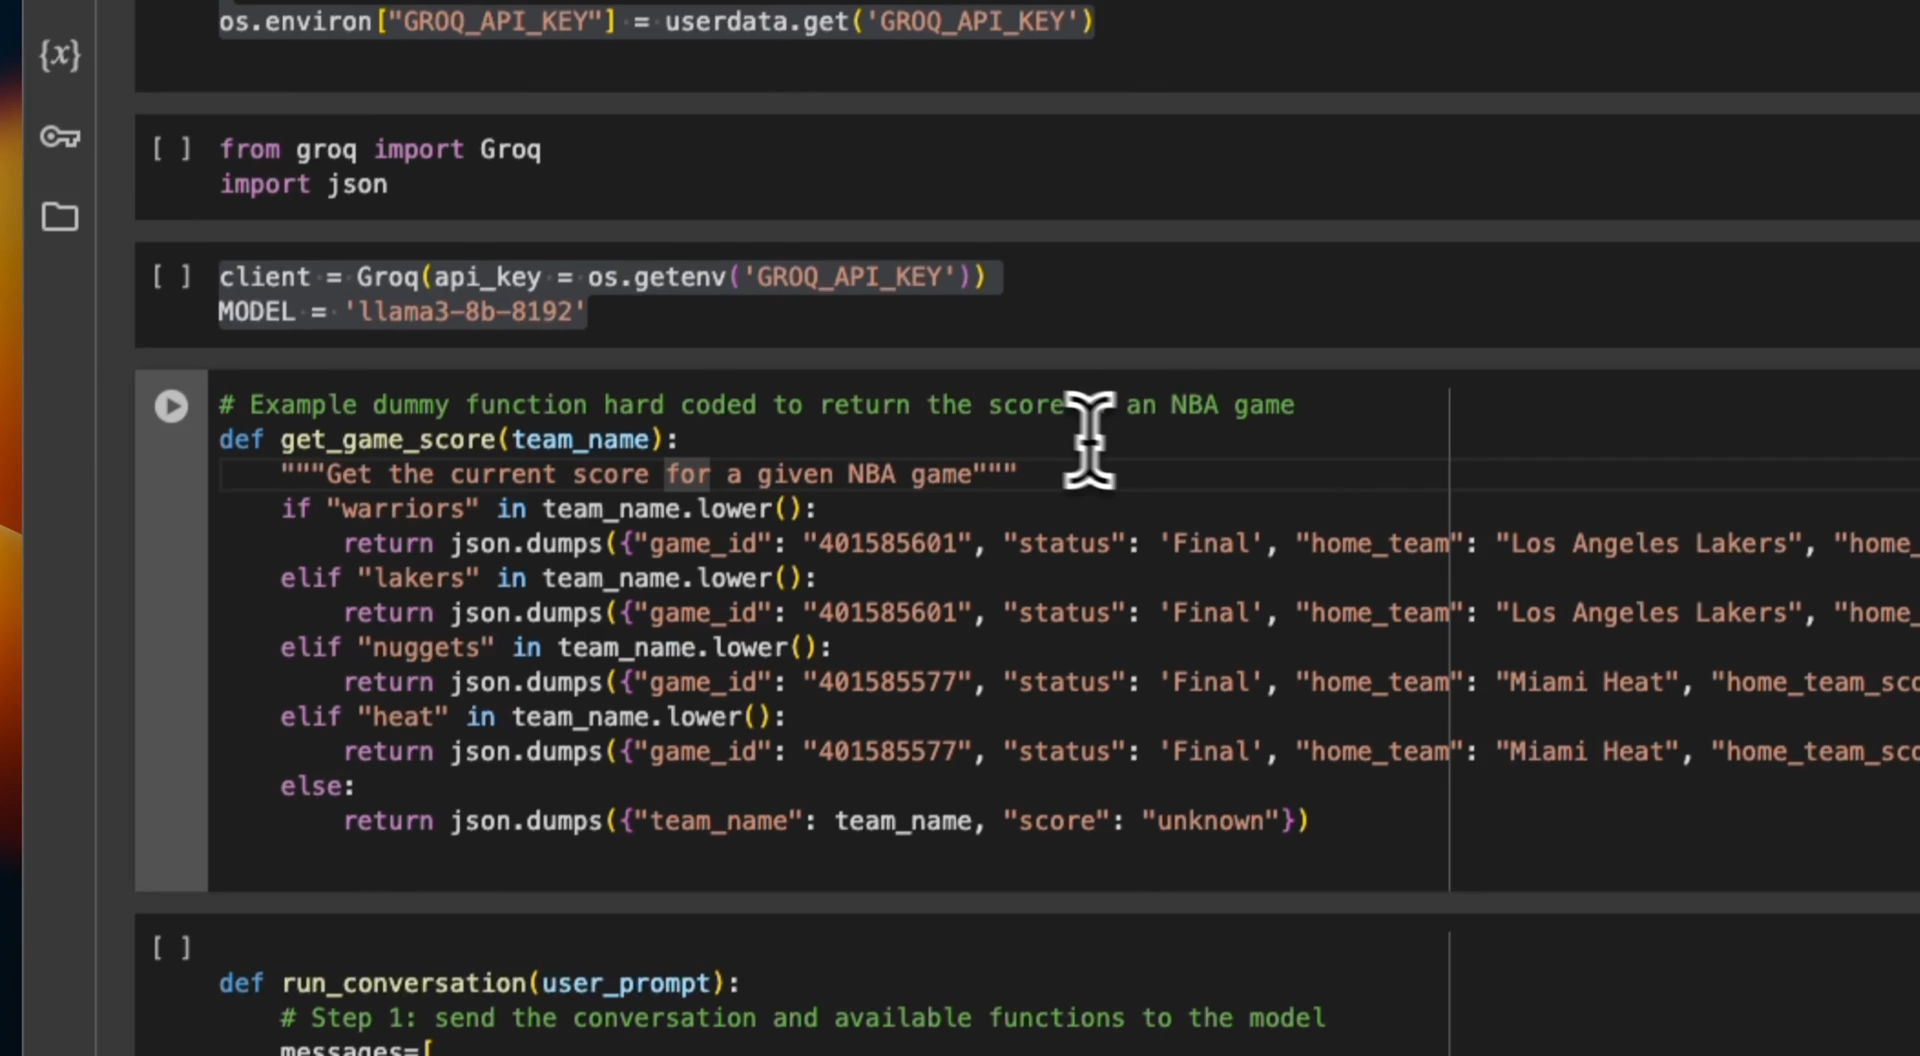 os.environ["GROQ_API_KEY"] = userdata.get('GROQ_API_KEY')
{x}
[ ] from groq import Groq
import json
[ ] client = Groq(api_key = os.getenv('GROQ_API_KEY'))
MODEL = 'llama3-8b-8192'
# Example dummy function hard coded to return the score an NBA game
def get_game_score(team_name):
"""Get the current score for a given NBA game"""
if "warriors" in team_name.lower():
return json.dumps({"game_id": "401585601", "status": 'Final', "home_team": "Los Angeles Lakers", "home_
elif "lakers" in team_name.lower():
return json.dumps({"game_id": "401585601", "status": 'Final', "home_team": "Los Angeles Lakers", "home_
elif "nuggets" in team_name.lower():
return json.dumps({"game_id": "401585577", "status": 'Final', "home_team": "Miami Heat", "home_team_sco
elif "heat" in team_name.lower():
return json.dumps({"game_id": "401585577", "status": 'Final', "home_team": "Miami Heat", "home_team_sco
else:
return json.dumps({"team_name": team_name, "score": "unknown"})
[ ]
def run_conversation(user_prompt):
# Step 1: send the conversation and available functions to the model
messages=[